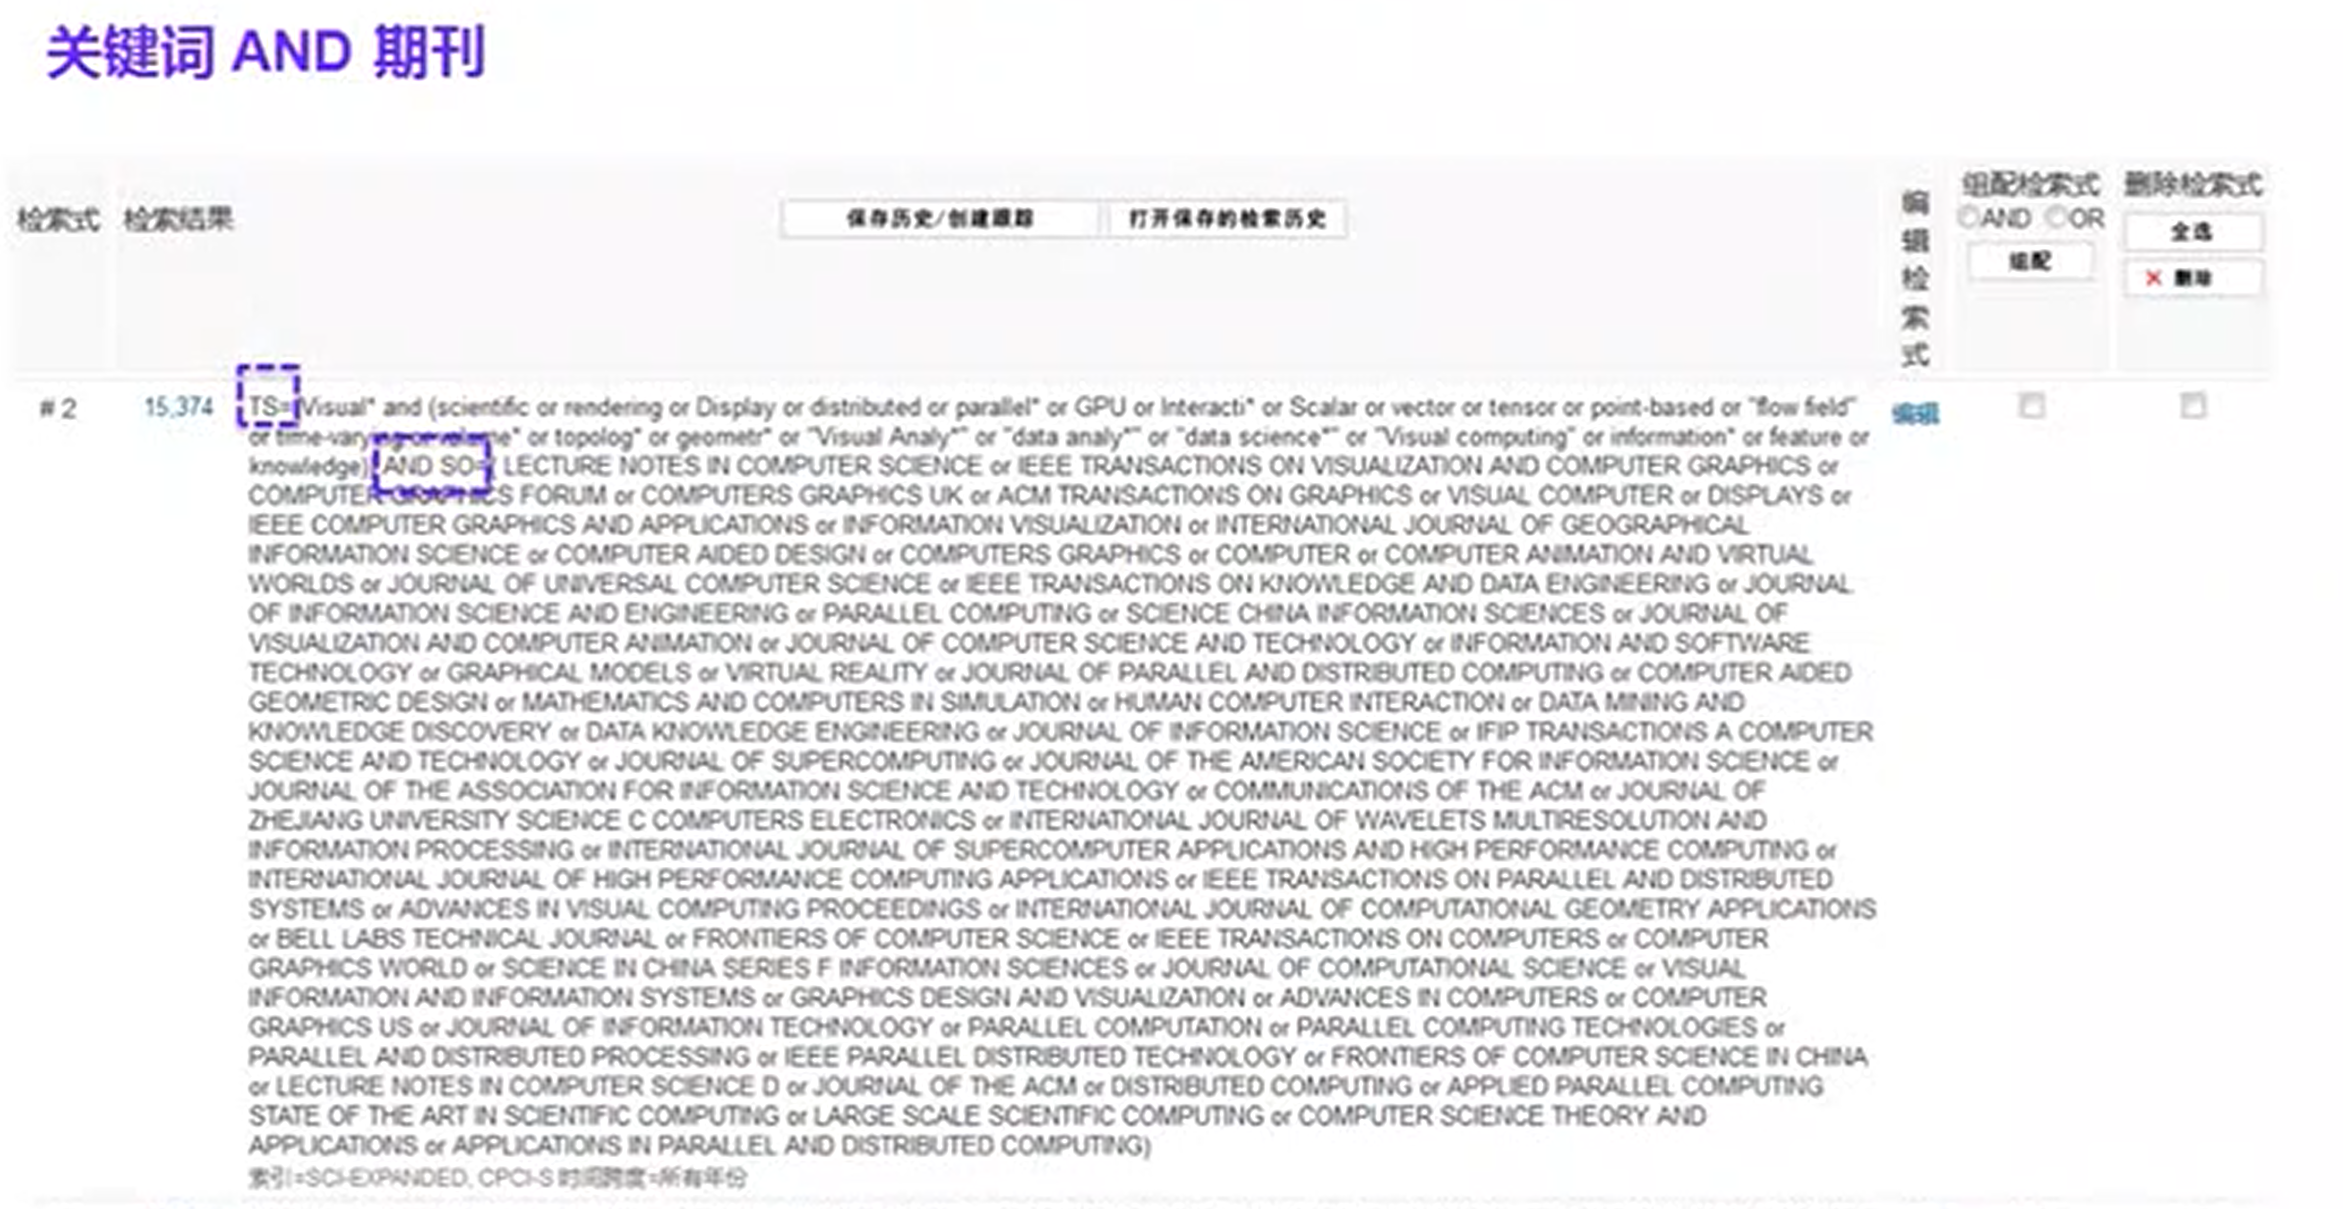 关键词 AND 期刊
检索式 检索结果 保存历史/创建跟踪 打开保存的检索历史 编辑检索式 组配检索式 删除检索式
AND OR 全选
组配 删除
# 2 15,374 TS=(Visual* and (scientific or rendering or Display or distributed or parallel* or GPU or Interacti* or Scalar or vector or tensor or point-based or "flow field" 编辑
or time-varying or volume* or topolog* or geometr* or "Visual Analy*" or "data analy*" or "data science*" or "Visual computing" or information* or feature or
knowledge) AND SO=( LECTURE NOTES IN COMPUTER SCIENCE or IEEE TRANSACTIONS ON VISUALIZATION AND COMPUTER GRAPHICS or
COMPUTER GRAPHICS FORUM or COMPUTERS GRAPHICS UK or ACM TRANSACTIONS ON GRAPHICS or VISUAL COMPUTER or DISPLAYS or
IEEE COMPUTER GRAPHICS AND APPLICATIONS or INFORMATION VISUALIZATION or INTERNATIONAL JOURNAL OF GEOGRAPHICAL
INFORMATION SCIENCE or COMPUTER AIDED DESIGN or COMPUTERS GRAPHICS or COMPUTER or COMPUTER ANIMATION AND VIRTUAL
WORLDS or JOURNAL OF UNIVERSAL COMPUTER SCIENCE or IEEE TRANSACTIONS ON KNOWLEDGE AND DATA ENGINEERING or JOURNAL
OF INFORMATION SCIENCE AND ENGINEERING or PARALLEL COMPUTING or SCIENCE CHINA INFORMATION SCIENCES or JOURNAL OF
VISUALIZATION AND COMPUTER ANIMATION or JOURNAL OF COMPUTER SCIENCE AND TECHNOLOGY or INFORMATION AND SOFTWARE
TECHNOLOGY or GRAPHICAL MODELS or VIRTUAL REALITY or JOURNAL OF PARALLEL AND DISTRIBUTED COMPUTING or COMPUTER AIDED
GEOMETRIC DESIGN or MATHEMATICS AND COMPUTERS IN SIMULATION or HUMAN COMPUTER INTERACTION or DATA MINING AND
KNOWLEDGE DISCOVERY or DATA KNOWLEDGE ENGINEERING or JOURNAL OF INFORMATION SCIENCE or IFIP TRANSACTIONS A COMPUTER
SCIENCE AND TECHNOLOGY or JOURNAL OF SUPERCOMPUTING or JOURNAL OF THE AMERICAN SOCIETY FOR INFORMATION SCIENCE or
JOURNAL OF THE ASSOCIATION FOR INFORMATION SCIENCE AND TECHNOLOGY or COMMUNICATIONS OF THE ACM or JOURNAL OF
ZHEJIANG UNIVERSITY SCIENCE C COMPUTERS ELECTRONICS or INTERNATIONAL JOURNAL OF WAVELETS MULTIRESOLUTION AND
INFORMATION PROCESSING or INTERNATIONAL JOURNAL OF SUPERCOMPUTER APPLICATIONS AND HIGH PERFORMANCE COMPUTING or
INTERNATIONAL JOURNAL OF HIGH PERFORMANCE COMPUTING APPLICATIONS or IEEE TRANSACTIONS ON PARALLEL AND DISTRIBUTED
SYSTEMS or ADVANCES IN VISUAL COMPUTING PROCEEDINGS or INTERNATIONAL JOURNAL OF COMPUTATIONAL GEOMETRY APPLICATIONS
or BELL LABS TECHNICAL JOURNAL or FRONTIERS OF COMPUTER SCIENCE or IEEE TRANSACTIONS ON COMPUTERS or COMPUTER
GRAPHICS WORLD or SCIENCE IN CHINA SERIES F INFORMATION SCIENCES or JOURNAL OF COMPUTATIONAL SCIENCE or VISUAL
INFORMATION AND INFORMATION SYSTEMS or GRAPHICS DESIGN AND VISUALIZATION or ADVANCES IN COMPUTERS or COMPUTER
GRAPHICS US or JOURNAL OF INFORMATION TECHNOLOGY or PARALLEL COMPUTATION or PARALLEL COMPUTING TECHNOLOGIES or
PARALLEL AND DISTRIBUTED PROCESSING or IEEE PARALLEL DISTRIBUTED TECHNOLOGY or FRONTIERS OF COMPUTER SCIENCE IN CHINA
or LECTURE NOTES IN COMPUTER SCIENCE D or JOURNAL OF THE ACM or DISTRIBUTED COMPUTING or APPLIED PARALLEL COMPUTING
STATE OF THE ART IN SCIENTIFIC COMPUTING or LARGE SCALE SCIENTIFIC COMPUTING or COMPUTER SCIENCE THEORY AND
APPLICATIONS or APPLICATIONS IN PARALLEL AND DISTRIBUTED COMPUTING)
索引=SCI-EXPANDED, CPCI-S 时间跨度=所有年份